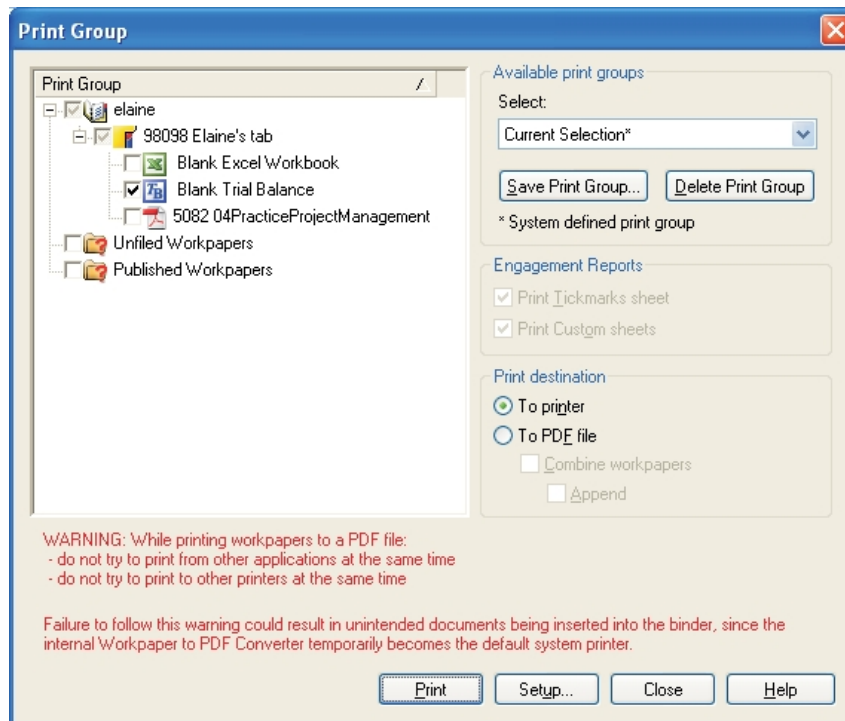 Print Group
Print Group
elaine
98098 Elaine's tab
Blank Excel Workbook
Blank Trial Balance
5082 04PracticeProjectManagement
Unfiled Workpapers
Published Workpapers
Available print groups
Select:
Current Selection*
Save Print Group...
Delete Print Group
* System defined print group
Engagement Reports
Print Tickmarks sheet
Print Custom sheets
Print destination
To printer
To PDF file
Combine workpapers
Append
WARNING: While printing workpapers to a PDF file:
- do not try to print from other applications at the same time
- do not try to print to other printers at the same time
Failure to follow this warning could result in unintended documents being inserted into the binder, since the
internal Workpaper to PDF Converter temporarily becomes the default system printer.
Print
Setup...
Close
Help